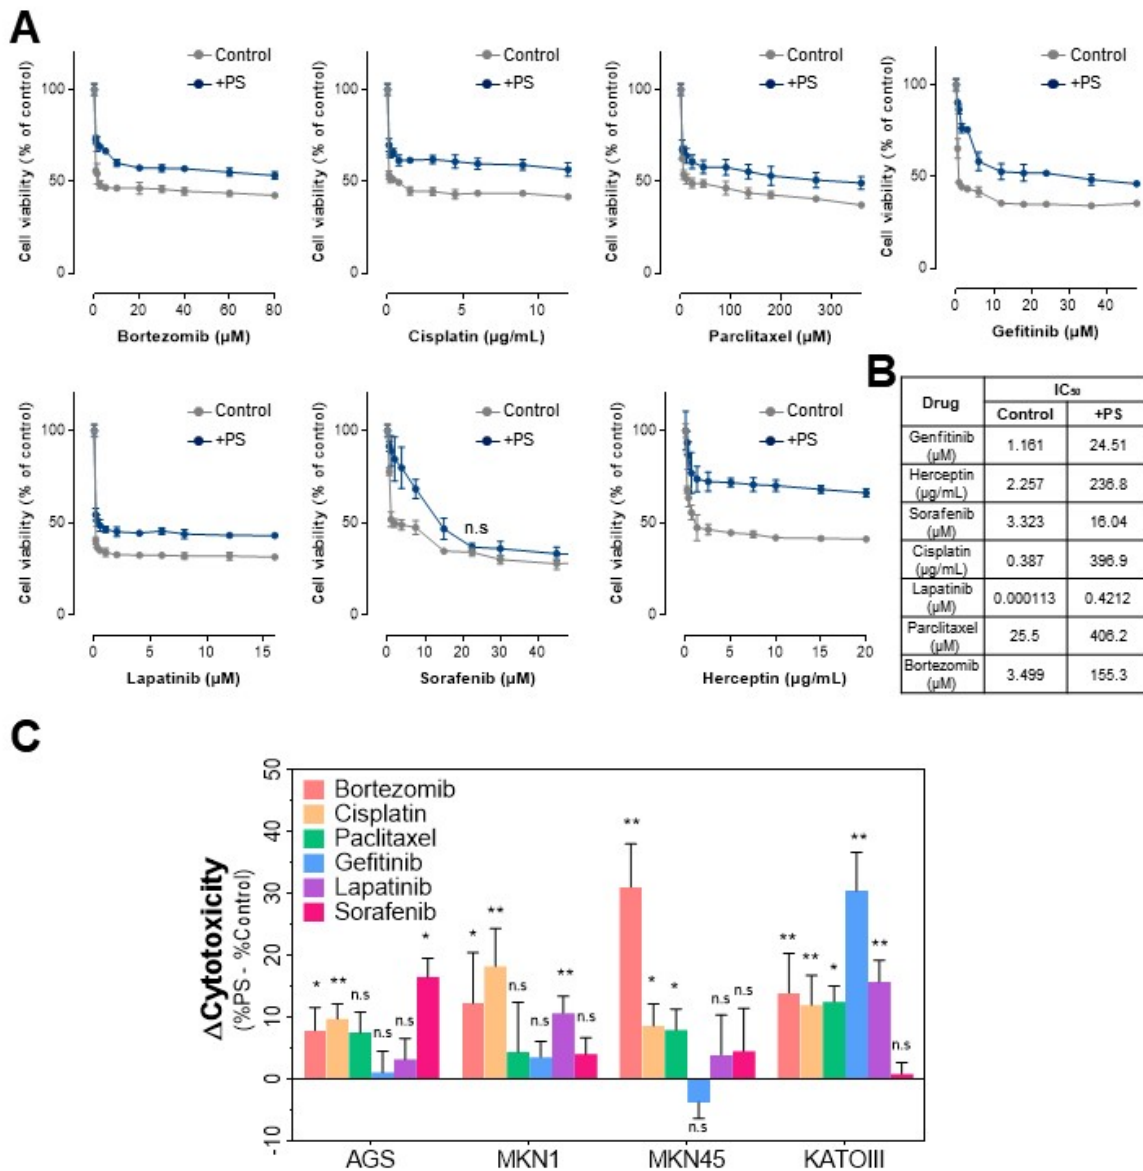 A
Control
+PS
Cell viability (% of control)
100
50
0
0 20 40 60 80
Bortezomib (µM)
Control
+PS
Cell viability (% of control)
100
50
0
0 5 10
Cisplatin (µg/mL)
Control
+PS
Cell viability (% of control)
100
50
0
0 100 200 300
Parclitaxel (µM)
Control
+PS
Cell viability (% of control)
100
50
0
0 10 20 30 40
Gefitinib (µM)
Control
+PS
Cell viability (% of control)
100
50
0
0 5 10 15
Lapatinib (µM)
Control
+PS
n.s
Cell viability (% of control)
100
50
0
0 10 20 30 40
Sorafenib (µM)
Control
+PS
Cell viability (% of control)
100
50
0
0 5 10 15 20
Herceptin (µg/mL)
B
Drug IC₅₀
Control +PS
Genfitinib (µM) 1.161 24.51
Herceptin (µg/mL) 2.257 236.8
Sorafenib (µM) 3.323 16.04
Cisplatin (µg/mL) 0.387 396.9
Lapatinib (µM) 0.000113 0.4212
Parclitaxel (µM) 25.5 406.2
Bortezomib (µM) 3.499 155.3
C
ΔCytotoxicity
(%PS - %Control)
50
40
30
20
10
0
-10
Bortezomib
Cisplatin
Paclitaxel
Gefitinib
Lapatinib
Sorafenib
* ** n.s n.s n.s *
* ** n.s n.s ** n.s
** * * n.s n.s n.s
** ** * ** ** n.s
AGS MKN1 MKN45 KATOIII